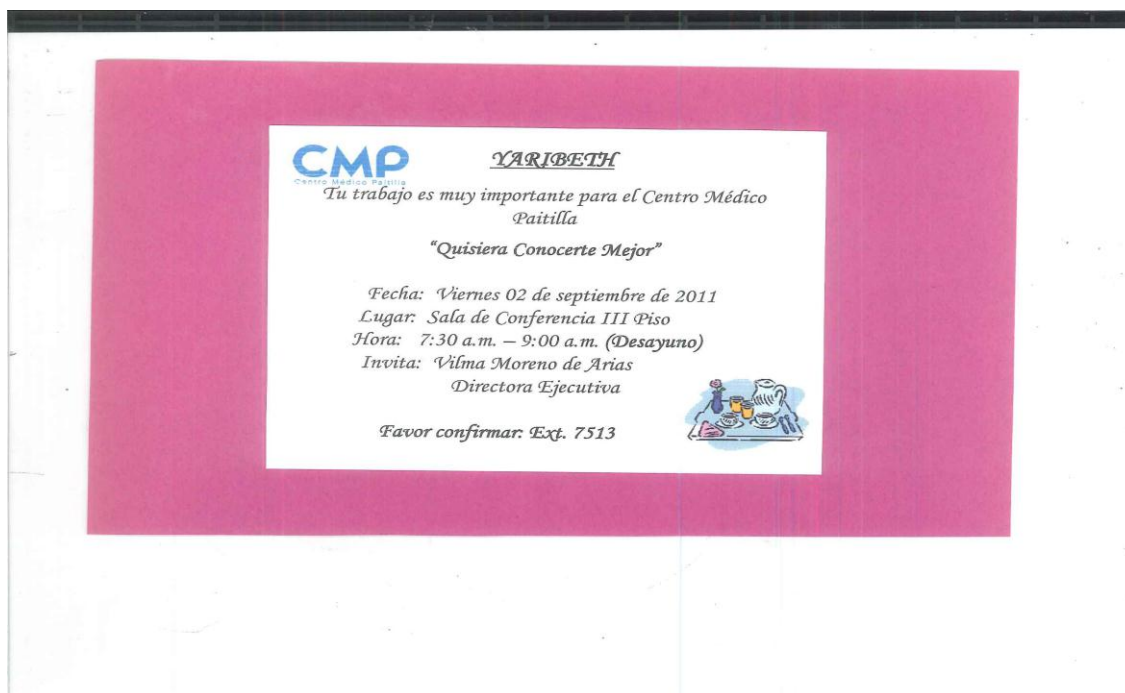 CMP
Centro Médico Paitilla
YARIBETH
Tu trabajo es muy importante para el Centro Médico
Paitilla
“Quisiera Conocerte Mejor”
Fecha: Viernes 02 de septiembre de 2011
Lugar: Sala de Conferencia III Piso
Hora: 7:30 a.m. – 9:00 a.m. (Desayuno)
Invita: Vilma Moreno de Arias
Directora Ejecutiva
Favor confirmar: Ext. 7513